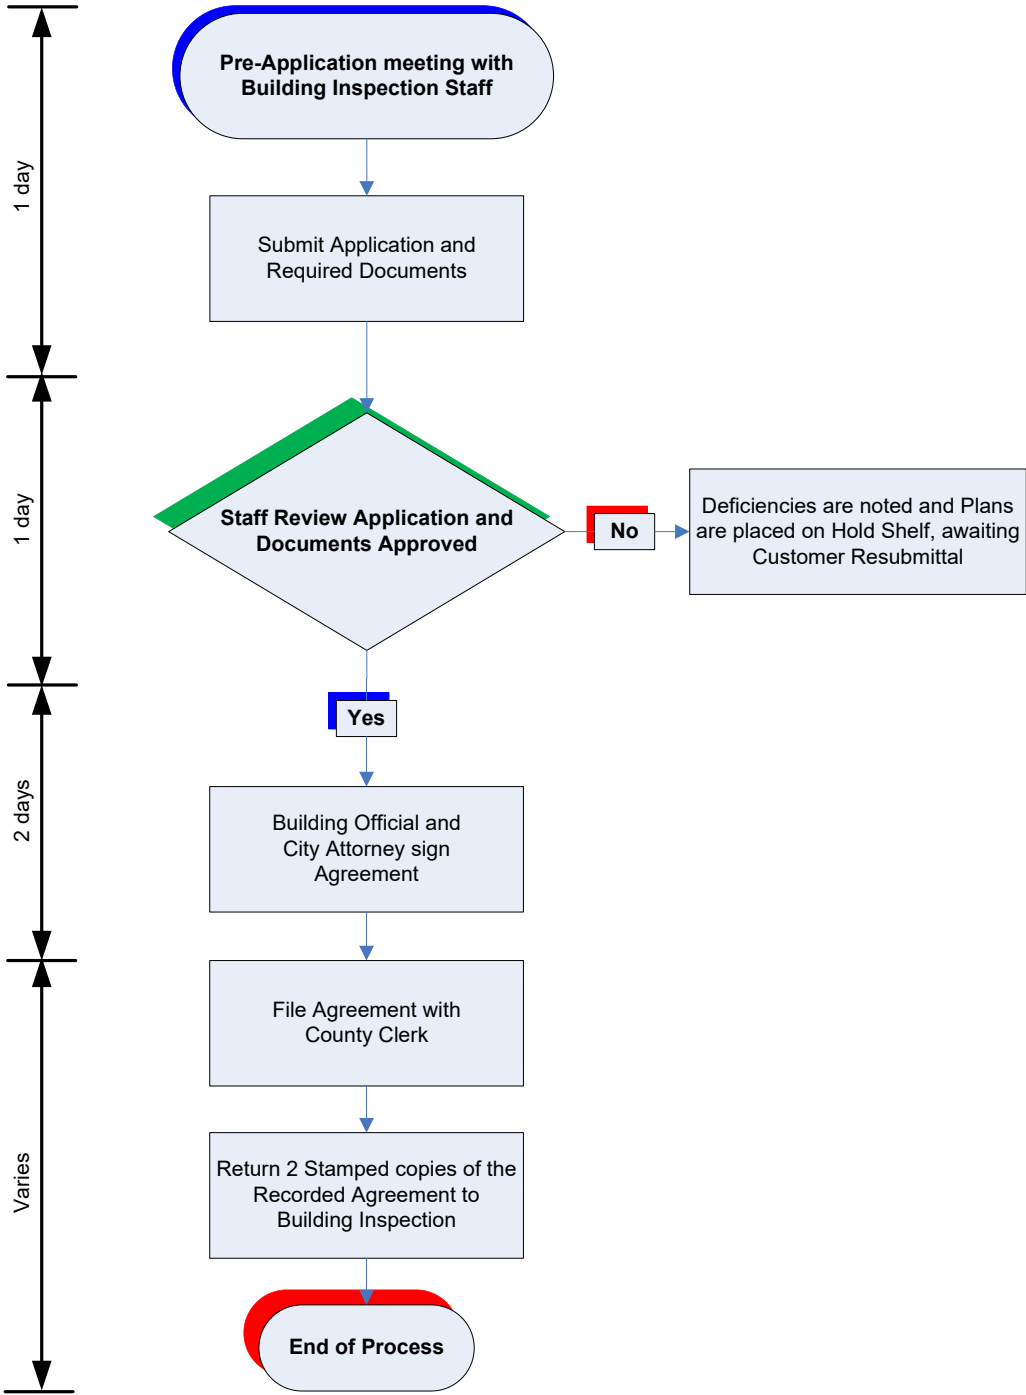 Pre-Application meeting with
Building Inspection Staff
1 day
Submit Application and
Required Documents
1 day
Staff Review Application and
Documents Approved
No
Deficiencies are noted and Plans
are placed on Hold Shelf, awaiting
Customer Resubmittal
Yes
2 days
Building Official and
City Attorney sign
Agreement
File Agreement with
County Clerk
Varies
Return 2 Stamped copies of the
Recorded Agreement to
Building Inspection
End of Process